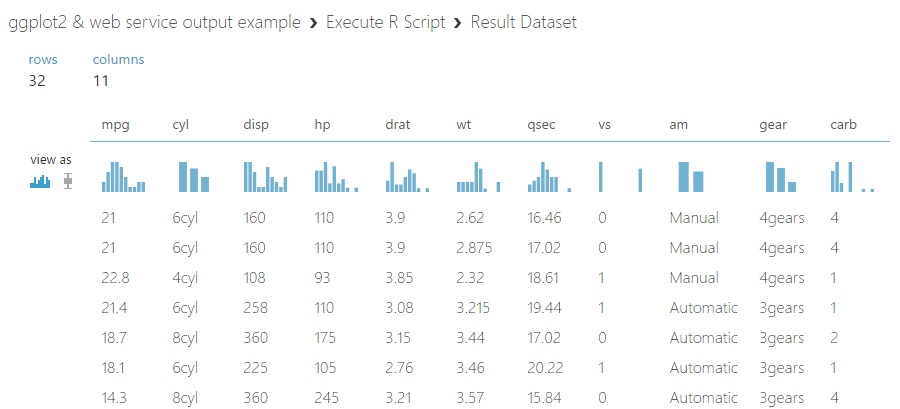 ggplot2 & web service output example › Execute R Script › Result Dataset
rows columns
32 11
mpg cyl disp hp drat wt qsec vs am gear carb
view as
21 6cyl 160 110 3.9 2.62 16.46 0 Manual 4gears 4
21 6cyl 160 110 3.9 2.875 17.02 0 Manual 4gears 4
22.8 4cyl 108 93 3.85 2.32 18.61 1 Manual 4gears 1
21.4 6cyl 258 110 3.08 3.215 19.44 1 Automatic 3gears 1
18.7 8cyl 360 175 3.15 3.44 17.02 0 Automatic 3gears 2
18.1 6cyl 225 105 2.76 3.46 20.22 1 Automatic 3gears 1
14.3 8cyl 360 245 3.21 3.57 15.84 0 Automatic 3gears 4